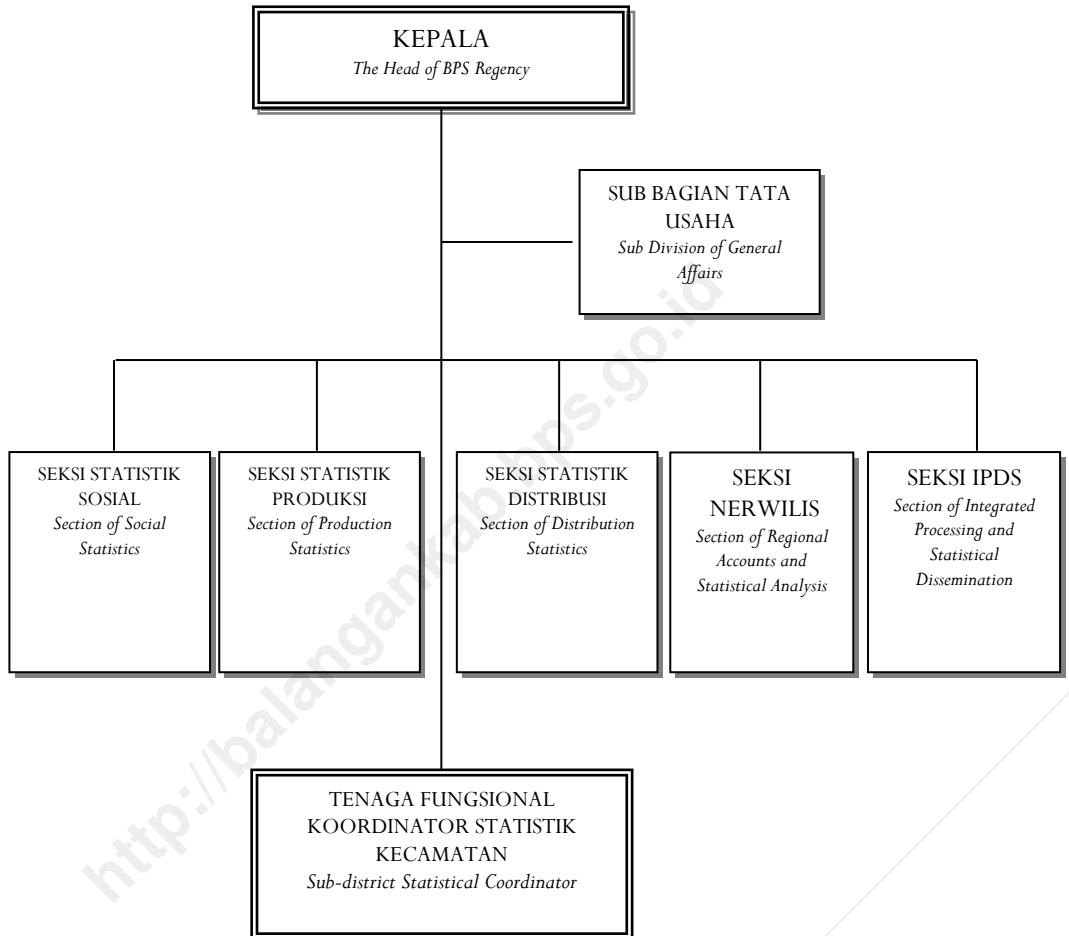 KEPALA
The Head of BPS Regency
SUB BAGIAN TATA
USAHA
Sub Division of General
Affairs
SEKSI STATISTIK
SOSIAL
Section of Social
Statistics
SEKSI STATISTIK
PRODUKSI
Section of Production
Statistics
SEKSI STATISTIK
DISTRIBUSI
Section of Distribution
Statistics
SEKSI
NERWILIS
Section of Regional
Accounts and
Statistical Analysis
SEKSI IPDS
Section of Integrated
Processing and
Statistical
Dissemination
TENAGA FUNGSIONAL
KOORDINATOR STATISTIK
KECAMATAN
Sub-district Statistical Coordinator
http://balangankab.bps.go.id